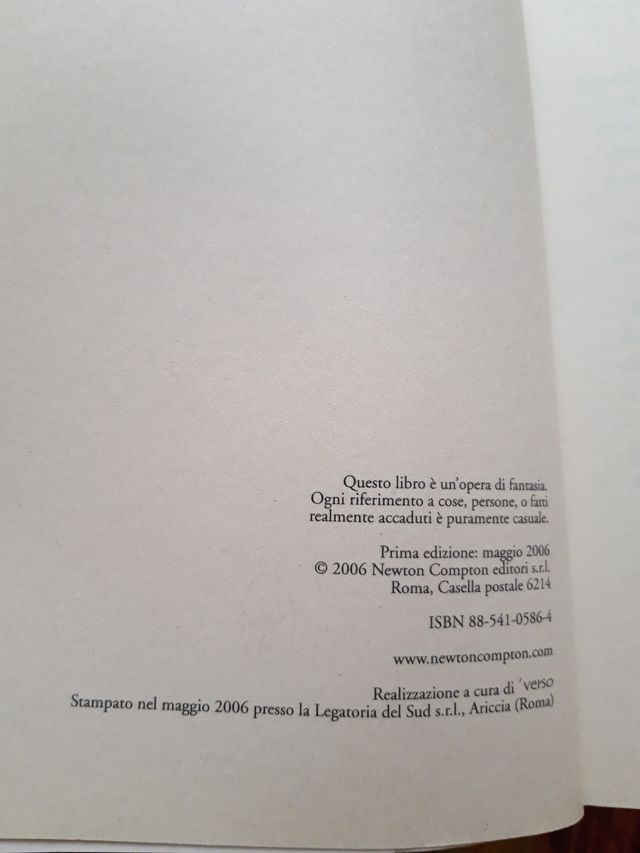 Questo libro è un'opera di fantasia.
Ogni riferimento a cose, persone, o fatti
realmente accaduti è puramente casuale.
Prima edizione: maggio 2006
© 2006 Newton Compton editori s.r.l.
Roma, Casella postale 6214
ISBN 88-541-0586-4
www.newtoncompton.com
Realizzazione a cura di 'verso
Stampato nel maggio 2006 presso la Legatoria del Sud s.r.l., Ariccia (Roma)